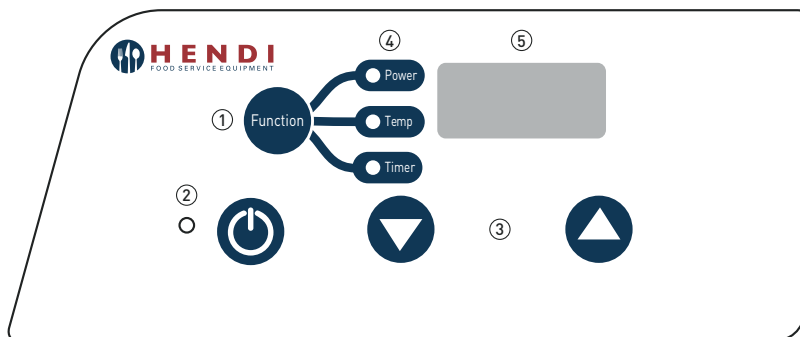 HENDI
FOOD SERVICE EQUIPMENT
4
5
Power
1
Function
Temp
Timer
2
3